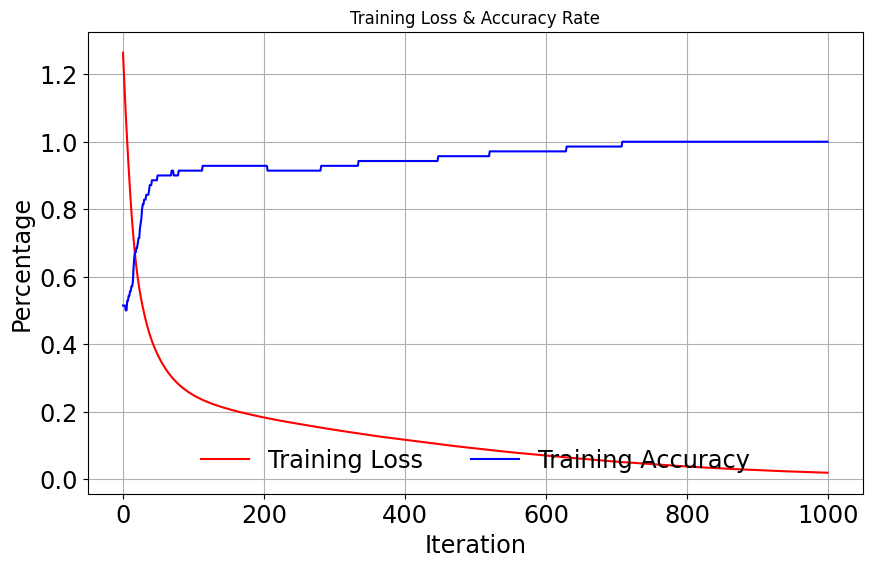 Training Loss & Accuracy Rate
Percentage
1.2
1.0
0.8
0.6
0.4
0.2
0.0
Training Loss
Training Accuracy
0 200 400 600 800 1000
Iteration